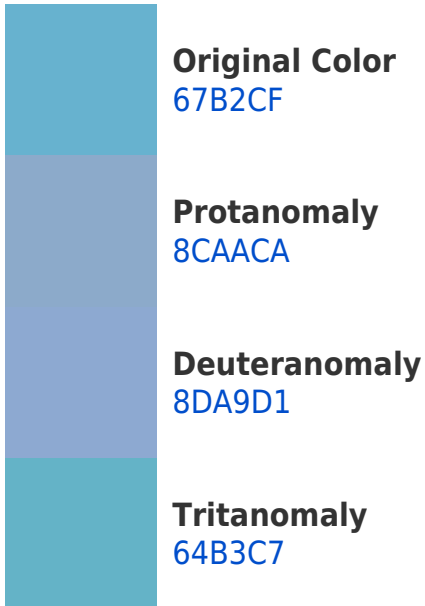 Original Color
67B2CF
Protanomaly
8CAACA
Deuteranomaly
8DA9D1
Tritanomaly
64B3C7